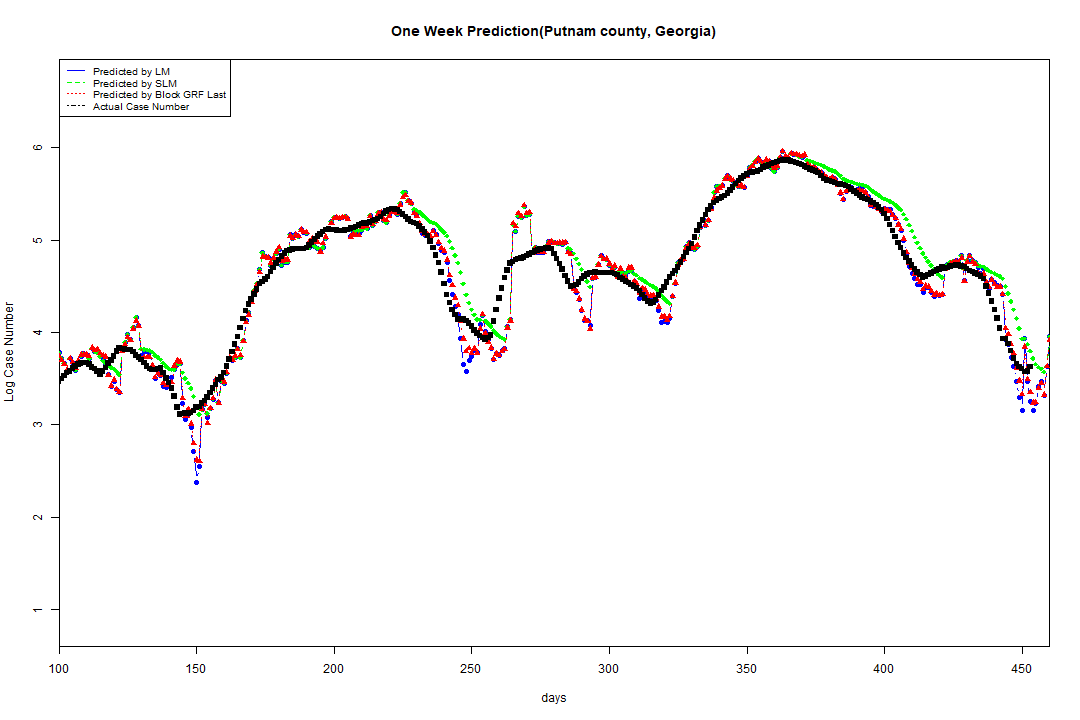 One Week Prediction(Putnam county, Georgia)
Predicted by LM
Predicted by SLM
Predicted by Block GRF Last
Actual Case Number
6
5
4
3
2
1
Log Case Number
100 150 200 250 300 350 400 450
days